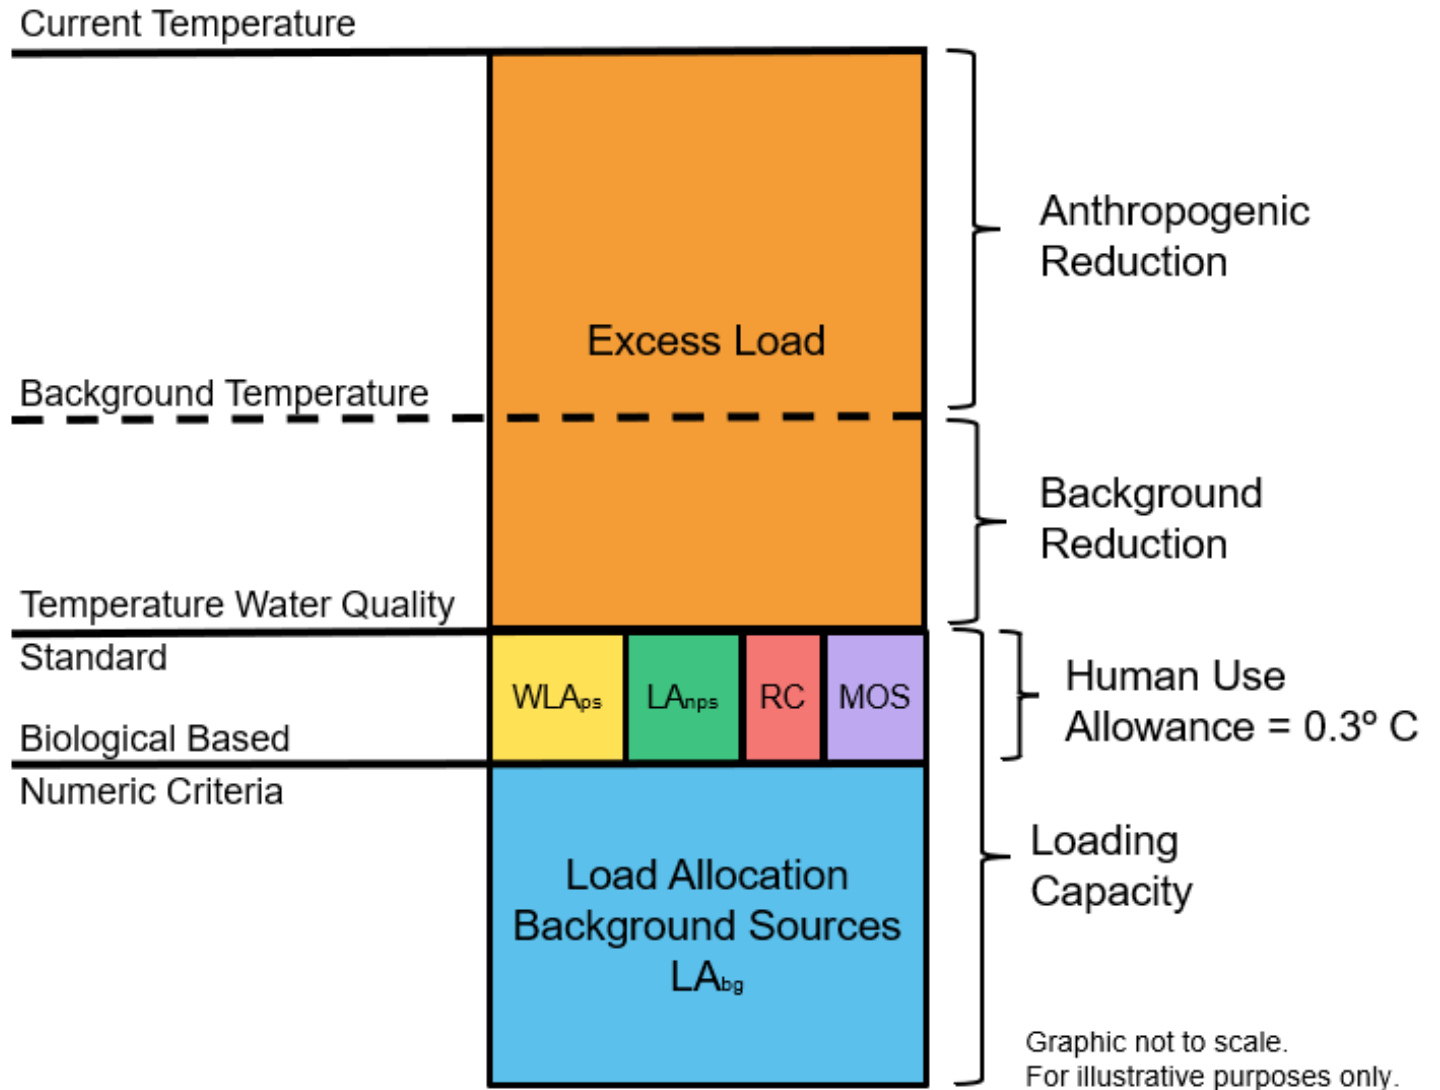 Current Temperature
Anthropogenic
Reduction
Excess Load
Background Temperature
Background
Reduction
Temperature Water Quality
Standard
WLAps
LAnps
RC
MOS
Human Use
Allowance = 0.3º C
Biological Based
Numeric Criteria
Loading
Capacity
Load Allocation
Background Sources
LAbg
Graphic not to scale.
For illustrative purposes only.